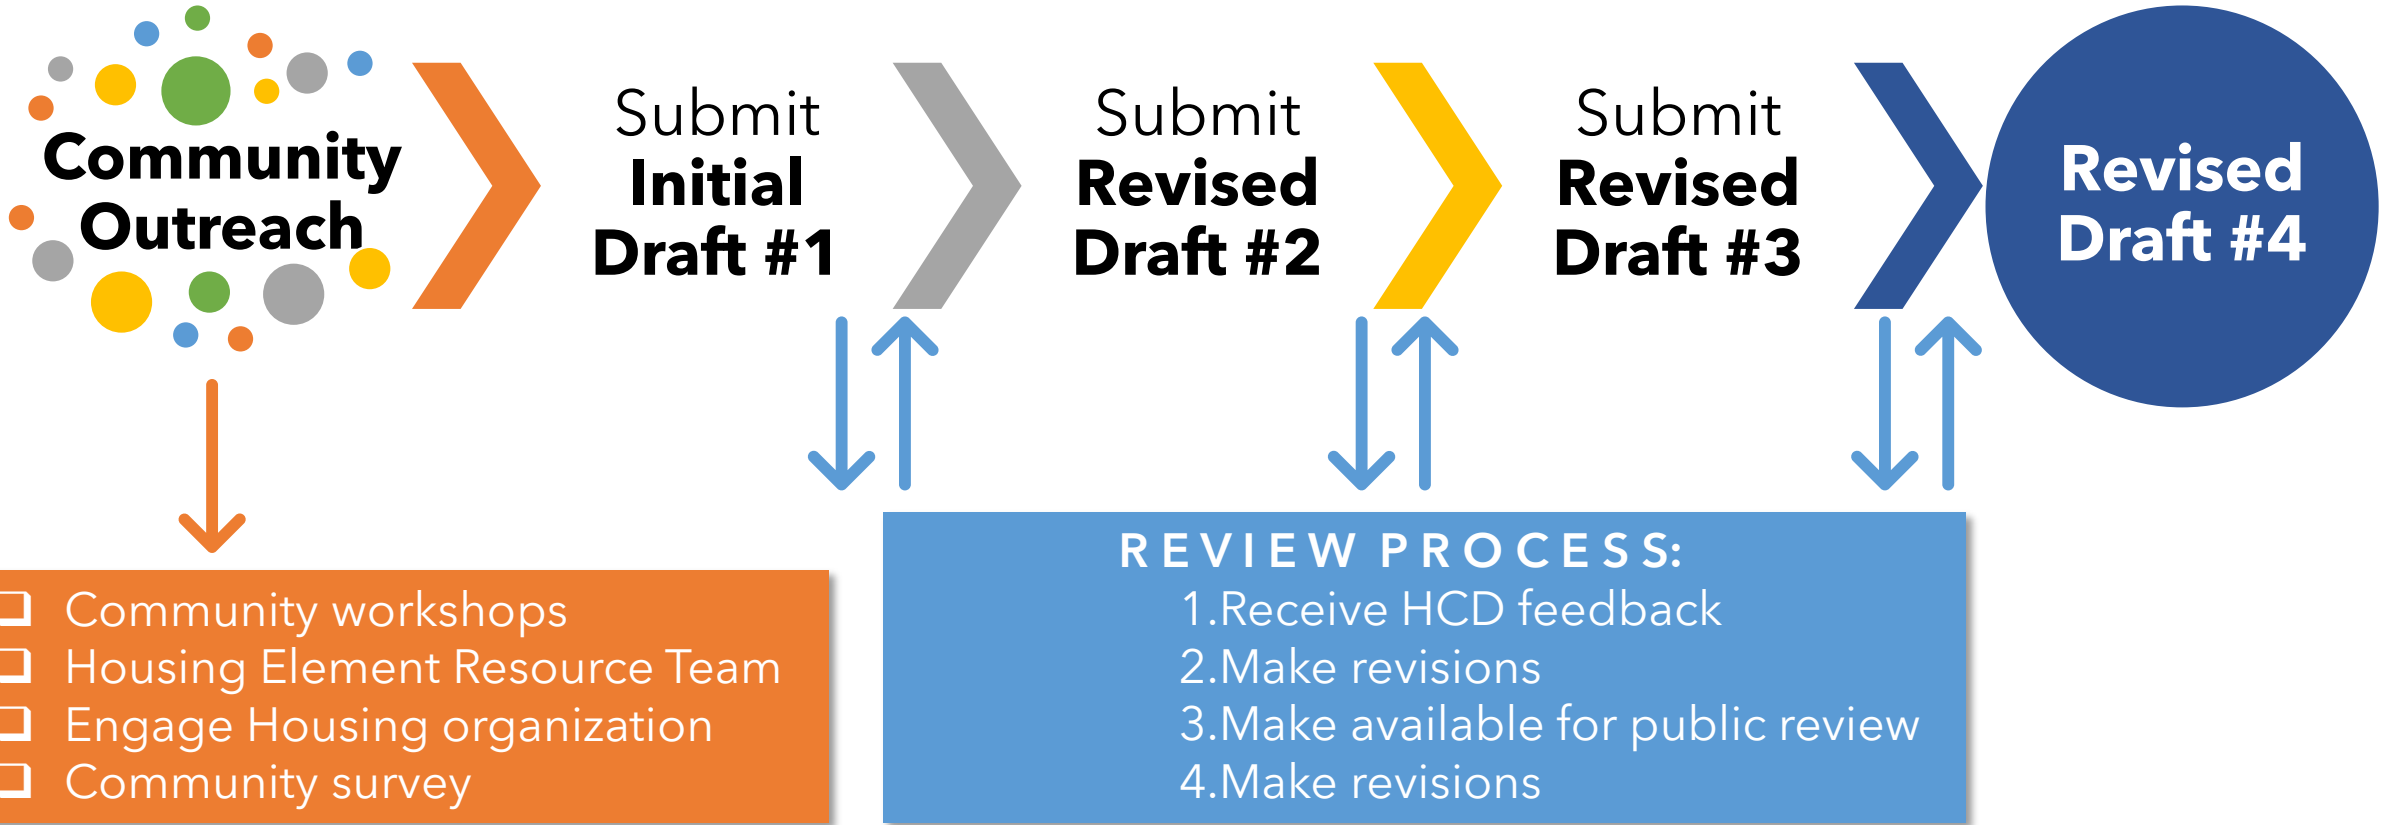 Community
Outreach
Submit
Initial
Draft #1
Submit
Revised
Draft #2
Submit
Revised
Draft #3
Revised
Draft #4
Community workshops
Housing Element Resource Team
Engage Housing organization
Community survey
REVIEW PROCESS:
1.Receive HCD feedback
2.Make revisions
3.Make available for public review
4.Make revisions